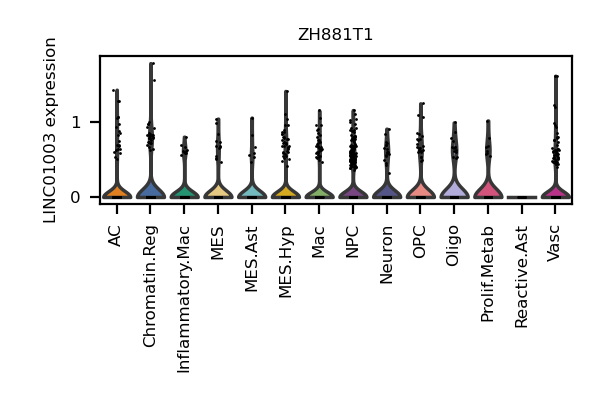 ZH881T1
LINC01003 expression
1
0
AC
Chromatin.Reg
Inflammatory.Mac
MES
MES.Ast
MES.Hyp
Mac
NPC
Neuron
OPC
Oligo
Prolif.Metab
Reactive.Ast
Vasc